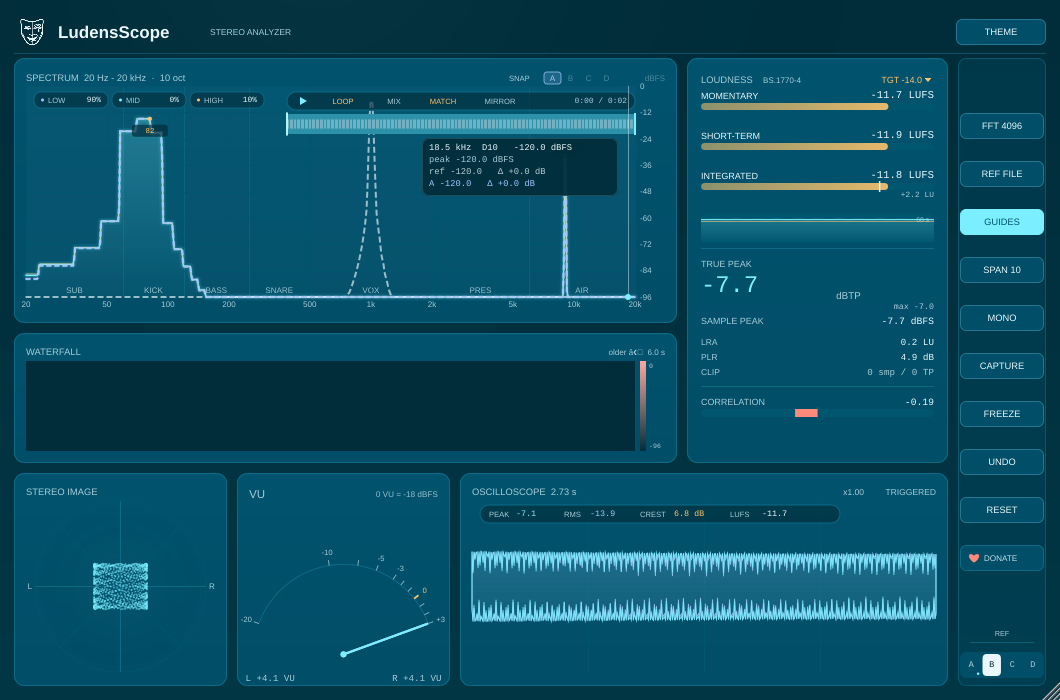 LudensScope
STEREO ANALYZER
THEME
SPECTRUM 20 Hz - 20 kHz · 10 oct
SNAP A B C D dBFS
LOW 90% MID 0% HIGH 10%
LOOP MIX MATCH MIRROR 0:00 / 0:02
82
18.5 kHz D10 -120.0 dBFS
peak -120.0 dBFS
ref -120.0 Δ +0.0 dB
A -120.0 Δ +0.0 dB
0
-12
-24
-36
-48
-60
-72
-84
-96
SUB KICK BASS SNARE VOX PRES AIR
20 50 100 200 500 1k 2k 5k 10k 20k
LOUDNESS BS.1770-4 TGT -14.0
MOMENTARY -11.7 LUFS
SHORT-TERM -11.9 LUFS
INTEGRATED -11.8 LUFS
+2.2 LU
60 s
TRUE PEAK
-7.7 dBTP
max -7.0
SAMPLE PEAK -7.7 dBFS
LRA 0.2 LU
PLR 4.9 dB
CLIP 0 smp / 0 TP
CORRELATION -0.19
FFT 4096
REF FILE
GUIDES
SPAN 10
MONO
CAPTURE
FREEZE
UNDO
RESET
DONATE
REF
A B C D
WATERFALL
6.0 s
older
0
-96
STEREO IMAGE
L R
VU 0 VU = -18 dBFS
-20 -10 -5 -3 0 +3
L +4.1 VU R +4.1 VU
OSCILLOSCOPE 2.73 s x1.00 TRIGGERED
PEAK -7.1 RMS -13.9 CREST 6.8 dB LUFS -11.7